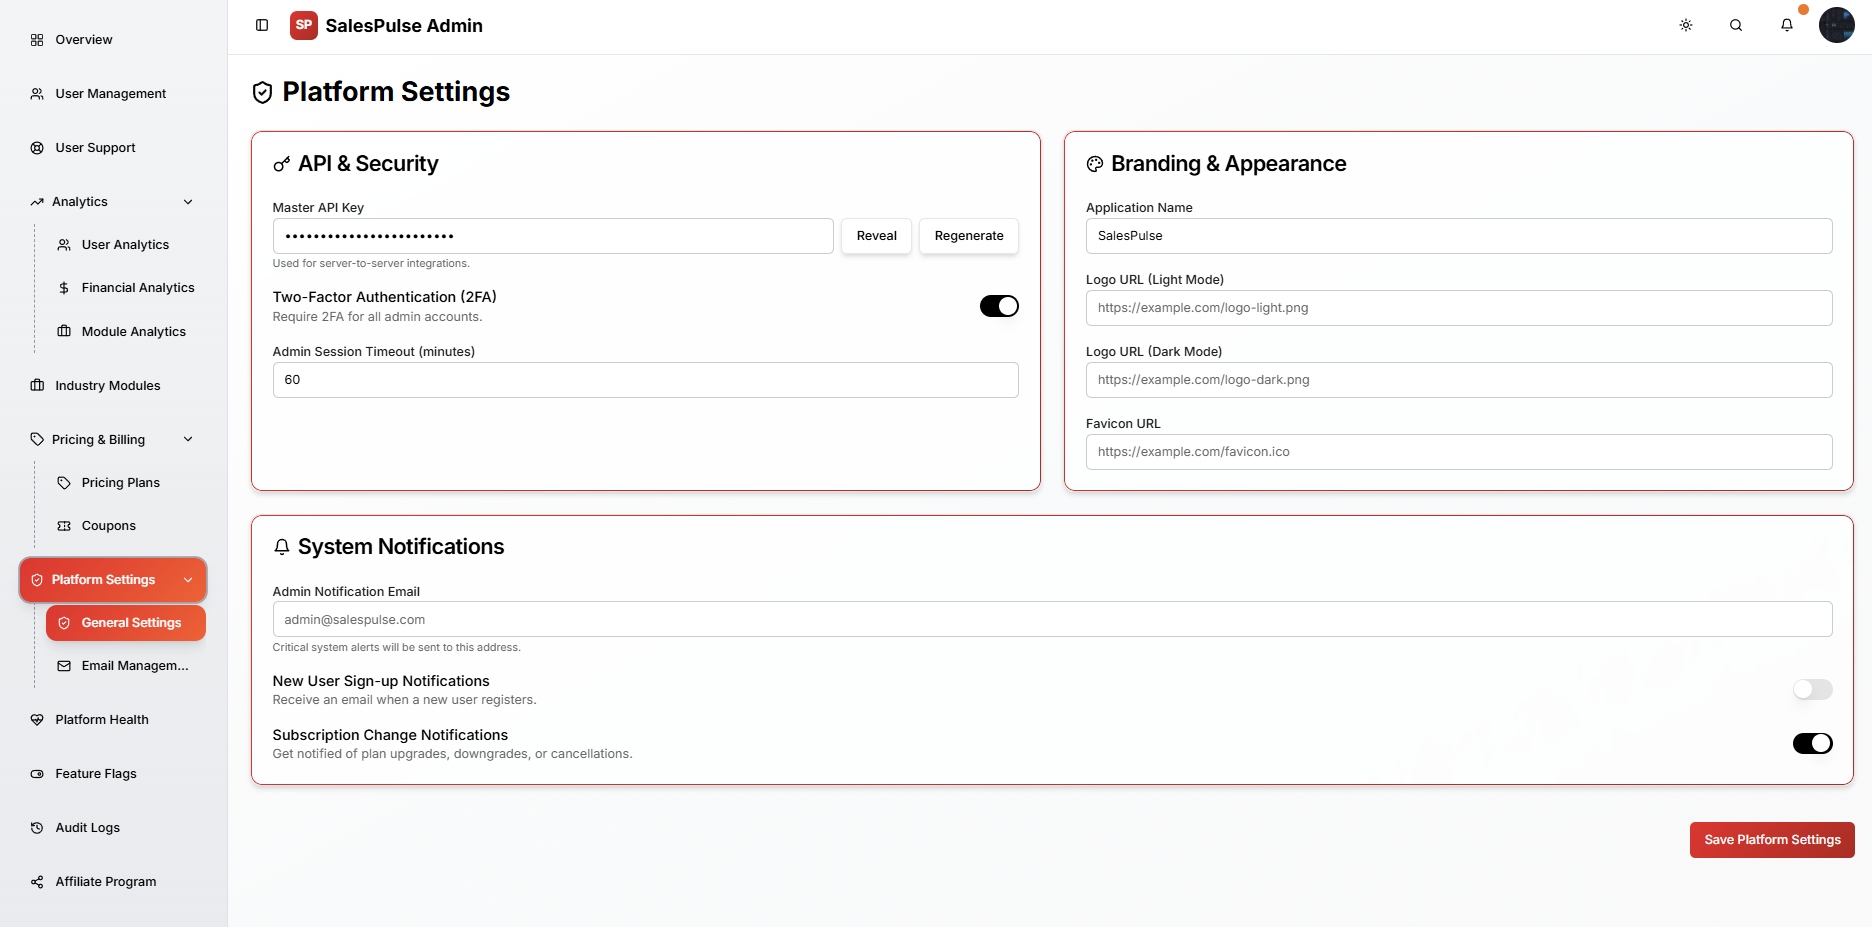 Overview
User Management
User Support
Analytics
User Analytics
Financial Analytics
Module Analytics
Industry Modules
Pricing & Billing
Pricing Plans
Coupons
Platform Settings
General Settings
Email Managem...
Platform Health
Feature Flags
Audit Logs
Affiliate Program
SP SalesPulse Admin
Platform Settings
API & Security
Master API Key
••••••••••••••••••••••••
Reveal
Regenerate
Used for server-to-server integrations.
Two-Factor Authentication (2FA)
Require 2FA for all admin accounts.
Admin Session Timeout (minutes)
60
Branding & Appearance
Application Name
SalesPulse
Logo URL (Light Mode)
https://example.com/logo-light.png
Logo URL (Dark Mode)
https://example.com/logo-dark.png
Favicon URL
https://example.com/favicon.ico
System Notifications
Admin Notification Email
admin@salespulse.com
Critical system alerts will be sent to this address.
New User Sign-up Notifications
Receive an email when a new user registers.
Subscription Change Notifications
Get notified of plan upgrades, downgrades, or cancellations.
Save Platform Settings